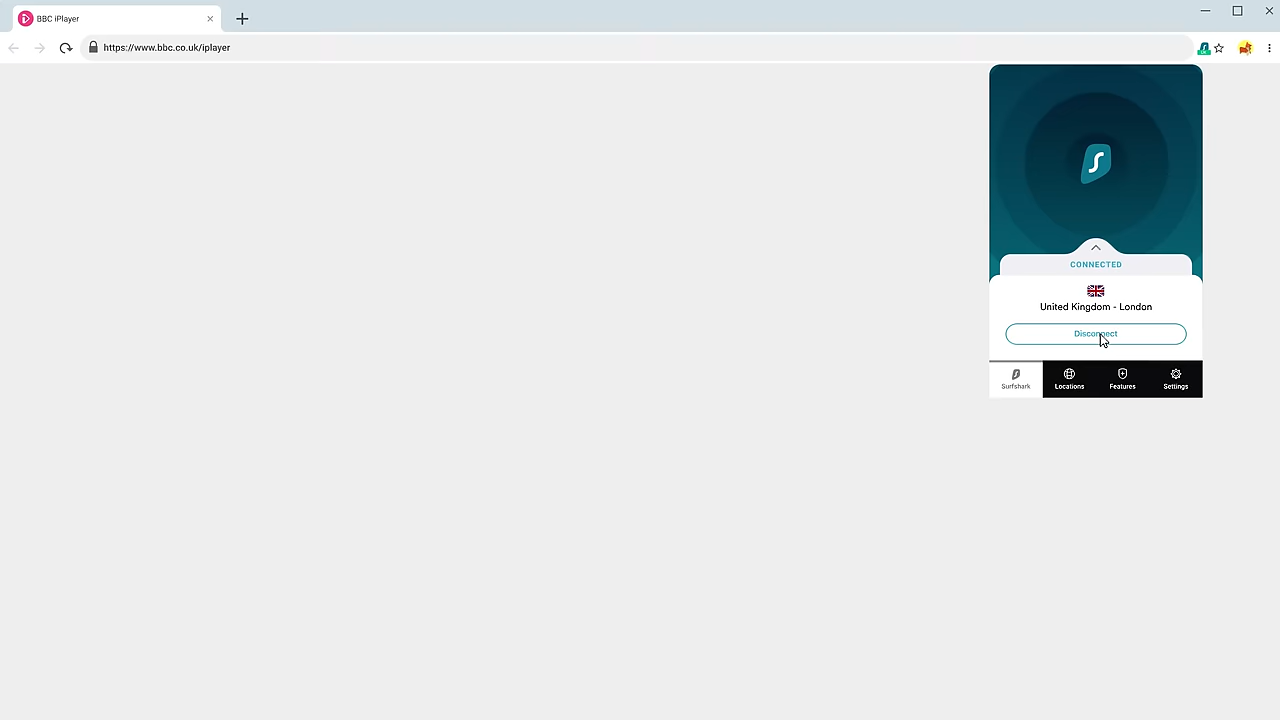 BBC iPlayer
https://www.bbc.co.uk/iplayer
CONNECTED
United Kingdom - London
Disconnect
Surfshark
Locations
Features
Settings